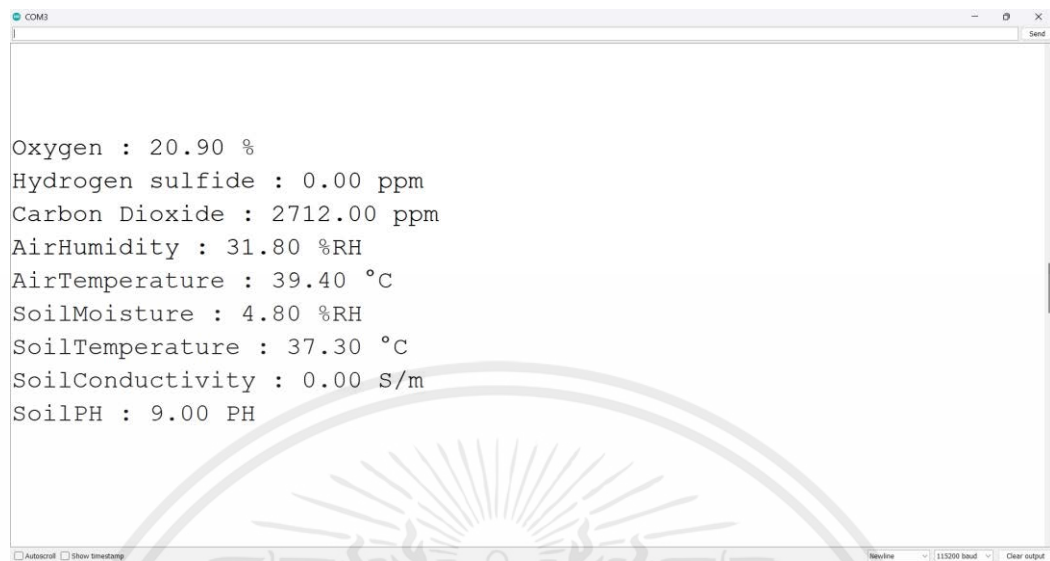 COM3
Send
Oxygen : 20.90 %
Hydrogen sulfide : 0.00 ppm
Carbon Dioxide : 2712.00 ppm
AirHumidity : 31.80 %RH
AirTemperature : 39.40 °C
SoilMoisture : 4.80 %RH
SoilTemperature : 37.30 °C
SoilConductivity : 0.00 S/m
SoilPH : 9.00 PH
Autoscroll Show timestamp Newline 115200 baud Clear output